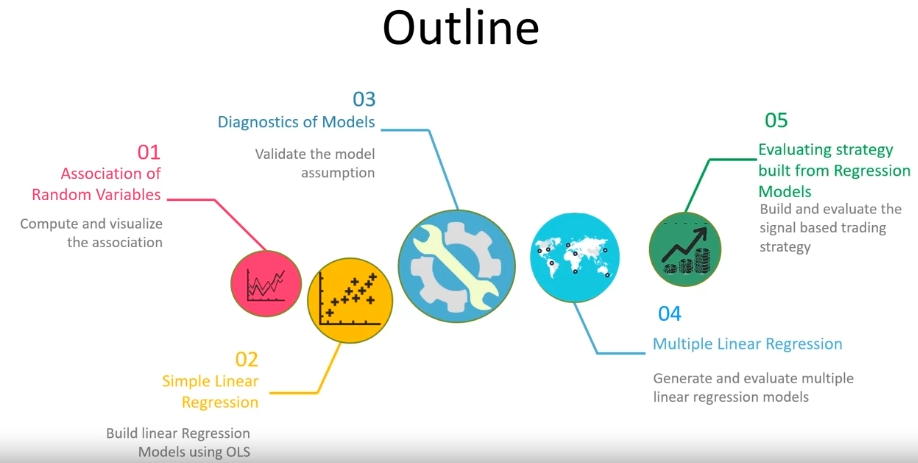 Outline
01
Association of
Random Variables
Compute and visualize
the association
02
Simple Linear
Regression
Build linear Regression
Models using OLS
03
Diagnostics of Models
Validate the model
assumption
04
Multiple Linear Regression
Generate and evaluate multiple
linear regression models
05
Evaluating strategy
built from Regression
Models
Build and evaluate the
signal based trading
strategy